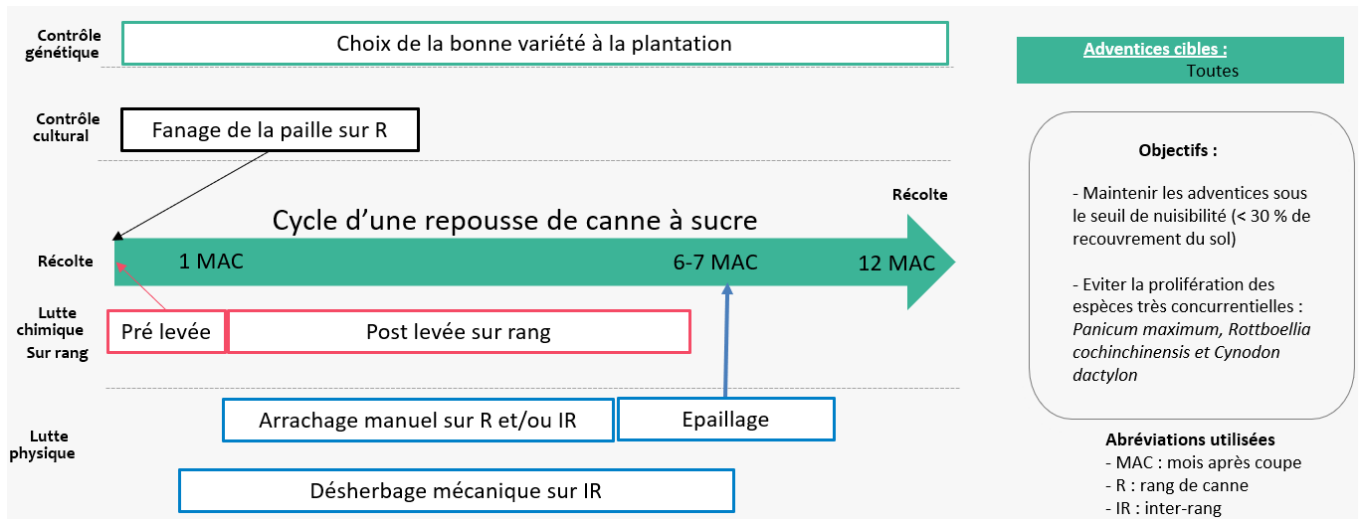 Contrôle
génétique
Choix de la bonne variété à la plantation
Contrôle
cultural
Fanage de la paille sur R
Cycle d’une repousse de canne à sucre
Récolte
Récolte
1 MAC
6-7 MAC
12 MAC
Lutte
chimique
Sur rang
Pré levée
Post levée sur rang
Lutte
physique
Arrachage manuel sur R et/ou IR
Epaillage
Désherbage mécanique sur IR
Adventices cibles :
Toutes
Objectifs :
- Maintenir les adventices sous
le seuil de nuisibilité (< 30 % de
recouvrement du sol)
- Eviter la prolifération des
espèces très concurrentielles :
Panicum maximum, Rottboellia
cochinchinensis et Cynodon
dactylon
Abréviations utilisées
- MAC : mois après coupe
- R : rang de canne
- IR : inter-rang